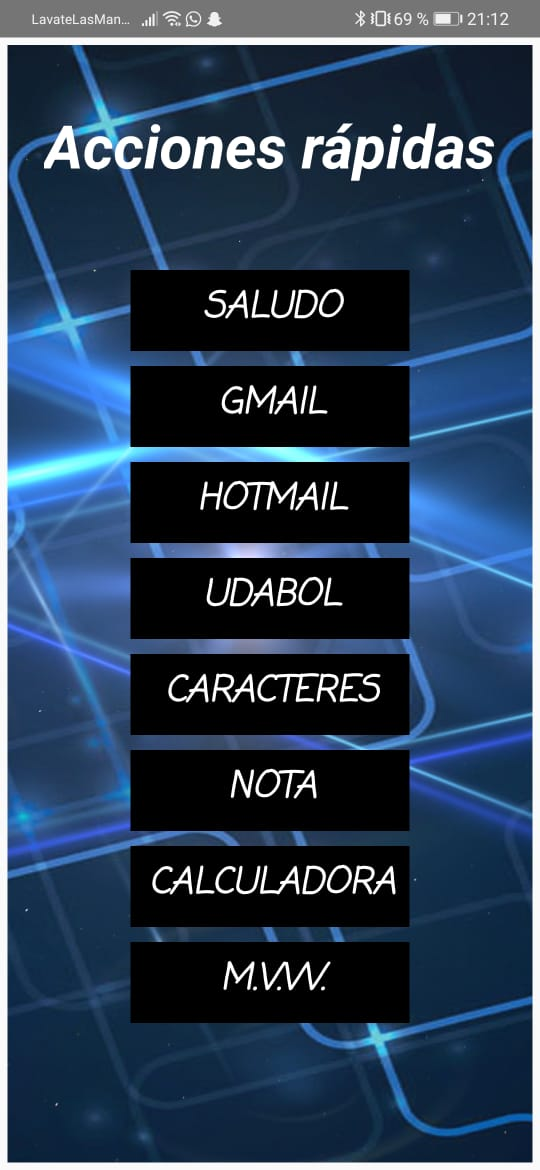 LavateLasMan... 69 % 21:12
Acciones rápidas
SALUDO
GMAIL
HOTMAIL
UDABOL
CARACTERES
NOTA
CALCULADORA
M.V.W.